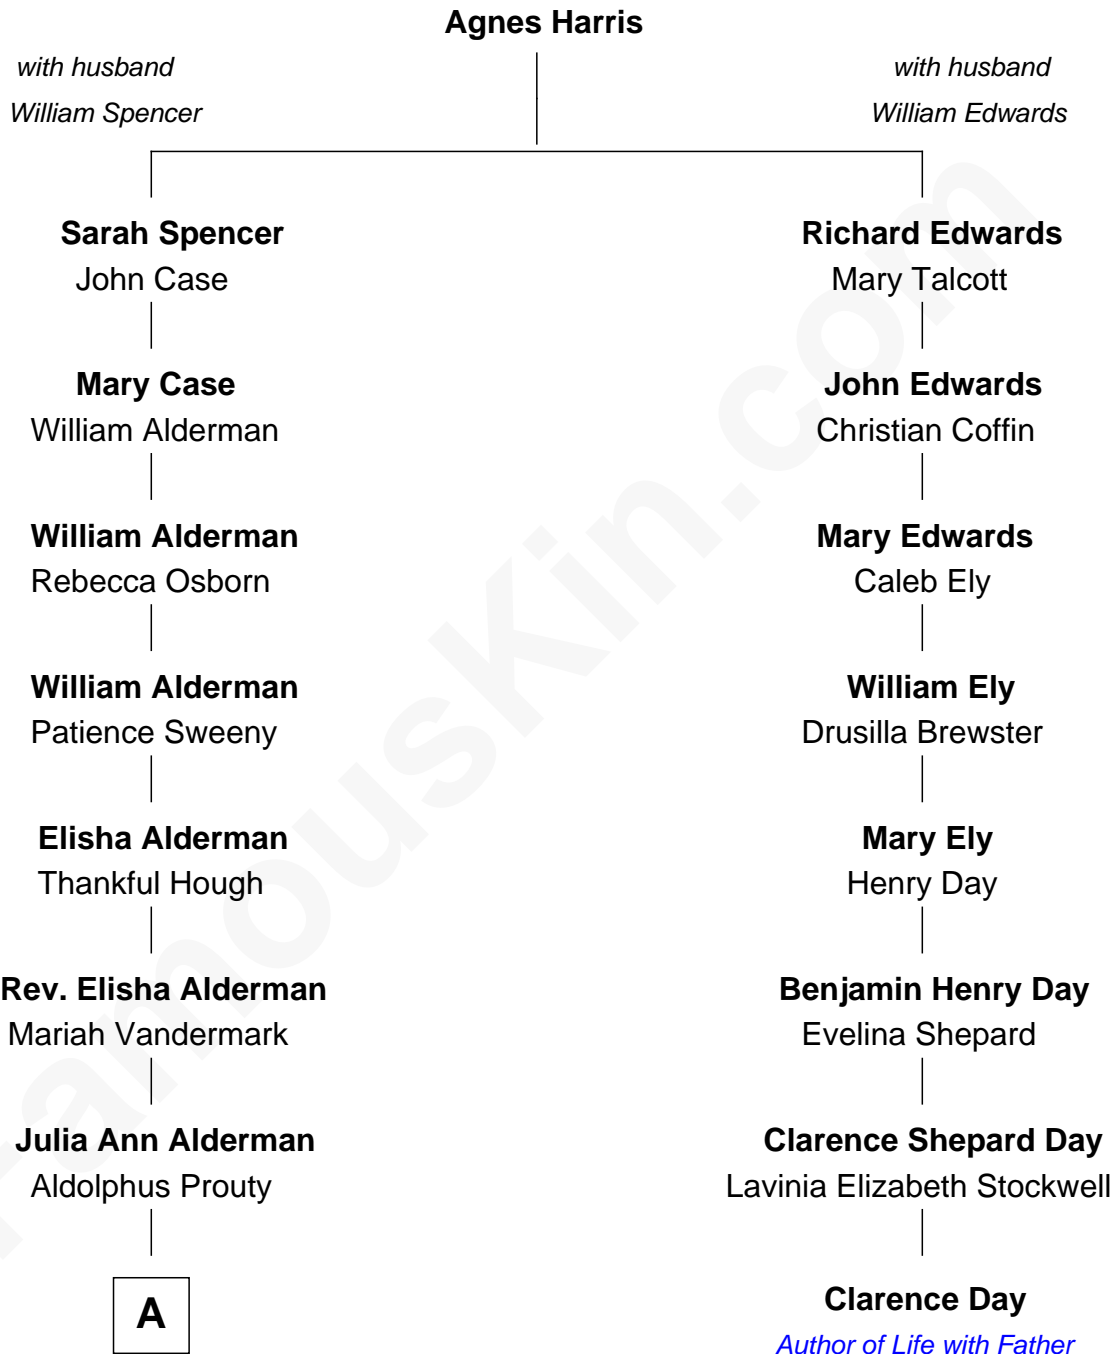 Agnes Harris
with husband
William Spencer
with husband
William Edwards
Sarah Spencer
John Case
Richard Edwards
Mary Talcott
Mary Case
William Alderman
John Edwards
Christian Coffin
William Alderman
Rebecca Osborn
Mary Edwards
Caleb Ely
William Alderman
Patience Sweeny
William Ely
Drusilla Brewster
Elisha Alderman
Thankful Hough
Mary Ely
Henry Day
Rev. Elisha Alderman
Mariah Vandermark
Benjamin Henry Day
Evelina Shepard
Julia Ann Alderman
Aldolphus Prouty
Clarence Shepard Day
Lavinia Elizabeth Stockwell
A
Clarence Day
Author of Life with Father
FamousKin.com